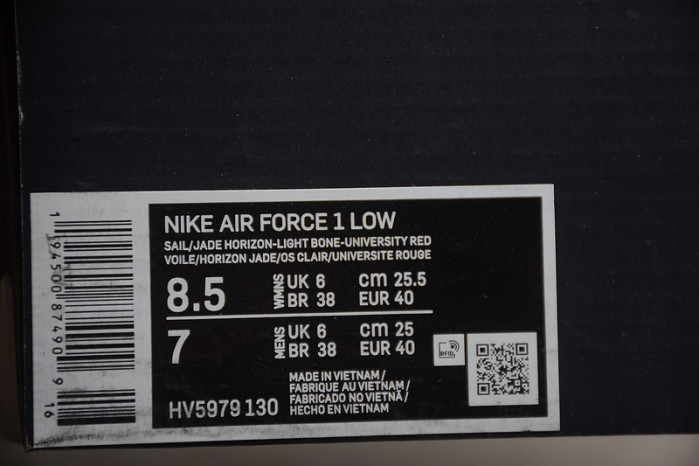 NIKE AIR FORCE 1 LOW
SAIL/JADE HORIZON-LIGHT BONE-UNIVERSITY RED
VOILE/HORIZON JADE/OS CLAIR/UNIVERSITE ROUGE
8.5 WMNS UK 6 cm 25.5
BR 38 EUR 40
7 MENS UK 6 cm 25
BR 38 EUR 40
RFID
MADE IN VIETNAM /
FABRIQUE AU VIETNAM /
FABRICADO NO VIETNÃ /
HECHO EN VIETNAM
HV5979 130
1 94500 87490 9 16